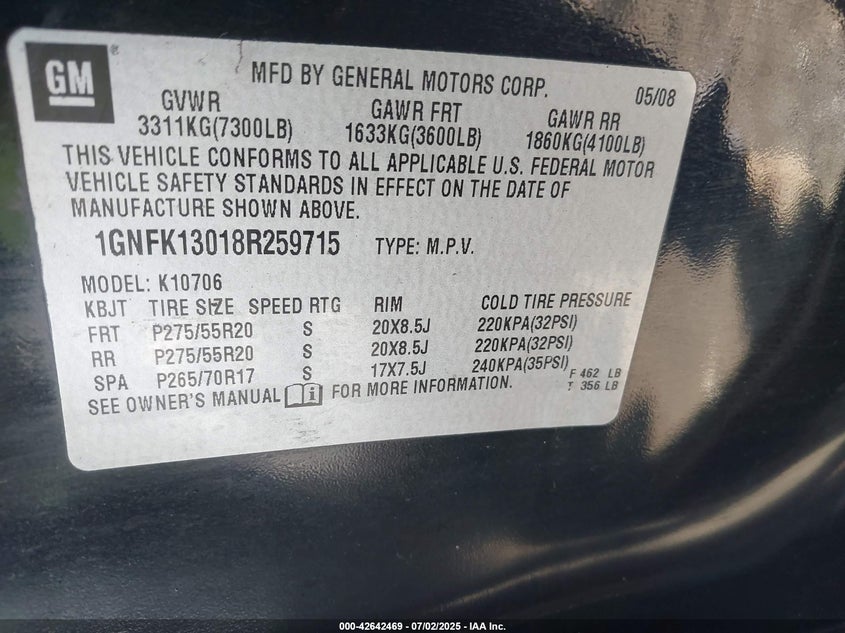 GM ®
MFD BY GENERAL MOTORS CORP. 05/08
GVWR GAWR FRT GAWR RR
3311KG(7300LB) 1633KG(3600LB) 1860KG(4100LB)
THIS VEHICLE CONFORMS TO ALL APPLICABLE U.S. FEDERAL MOTOR
VEHICLE SAFETY STANDARDS IN EFFECT ON THE DATE OF
MANUFACTURE SHOWN ABOVE.
1GNFK13018R259715 TYPE: M.P.V.
MODEL: K10706
KBJT TIRE SIZE SPEED RTG RIM COLD TIRE PRESSURE
FRT P275/55R20 S 20X8.5J 220KPA(32PSI)
RR P275/55R20 S 20X8.5J 220KPA(32PSI)
SPA P265/70R17 S 17X7.5J 240KPA(35PSI)
F 462 LB
T 356 LB
SEE OWNER'S MANUAL i FOR MORE INFORMATION.
000-42642469 - 07/02/2025 - IAA Inc.